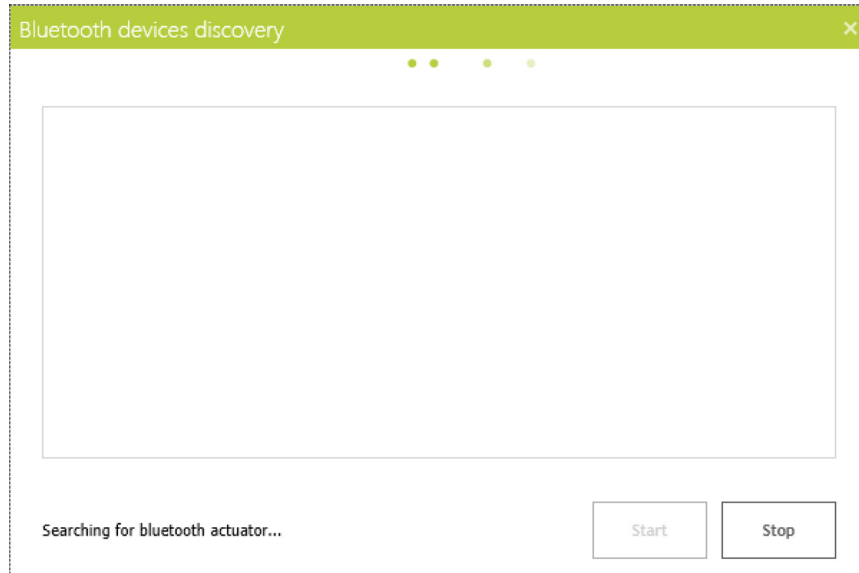 Bluetooth devices discovery
Searching for bluetooth actuator...
Start
Stop